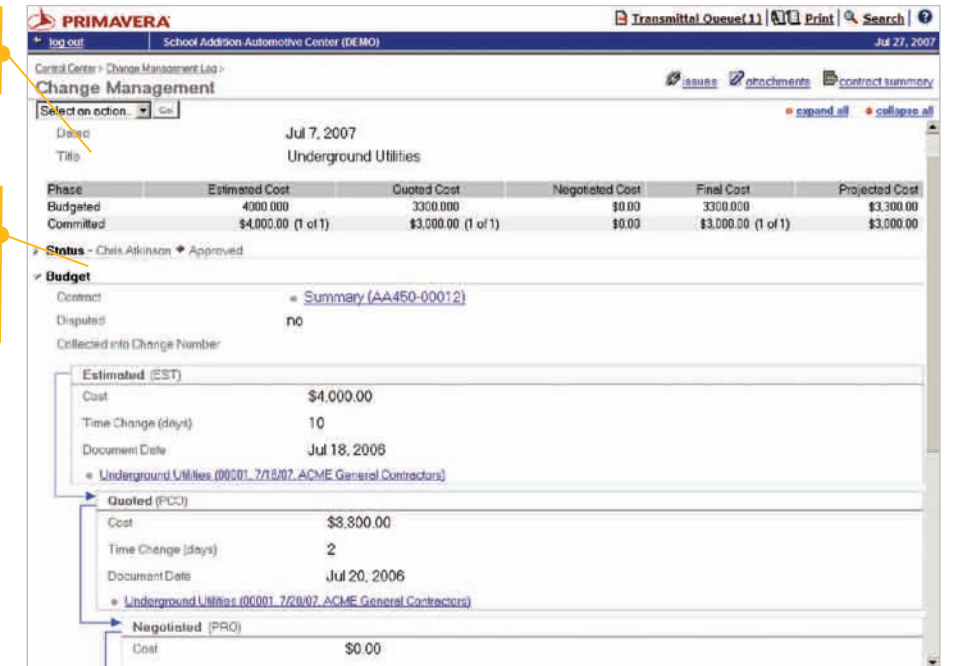 PRIMAVERA
Transmittal Queue(1) | Print | Search |
log out School Addition-Automotive Center (DEMO) Jul 27, 2007
Control Center > Change Management Log >
Change Management issues attachments contract summary
Select an action. Go!
expand all collapse all
Dated Jul 7, 2007
Title Underground Utilities
Phase Estimated Cost Quoted Cost Negotiated Cost Final Cost Projected Cost
Budgeted 4000.000 3300.000 $0.00 3300.000 $3,300.00
Committed $4,000.00 (1 of 1) $3,000.00 (1 of 1) $0.00 $3,000.00 (1 of 1) $3,000.00
Status - Chris Atkinson Approved
Budget
Contract Summary (AA450-00012)
Disputed no
Collected into Change Number
Estimated (EST)
Cost $4,000.00
Time Change (days) 10
Document Date Jul 18, 2006
Underground Utilities (00001, 7/18/07, ACME General Contractors)
Quoted (PCO)
Cost $3,300.00
Time Change (days) 2
Document Date Jul 20, 2006
Underground Utilities (00001, 7/20/07, ACME General Contractors)
Negotiated (PRO)
Cost $0.00